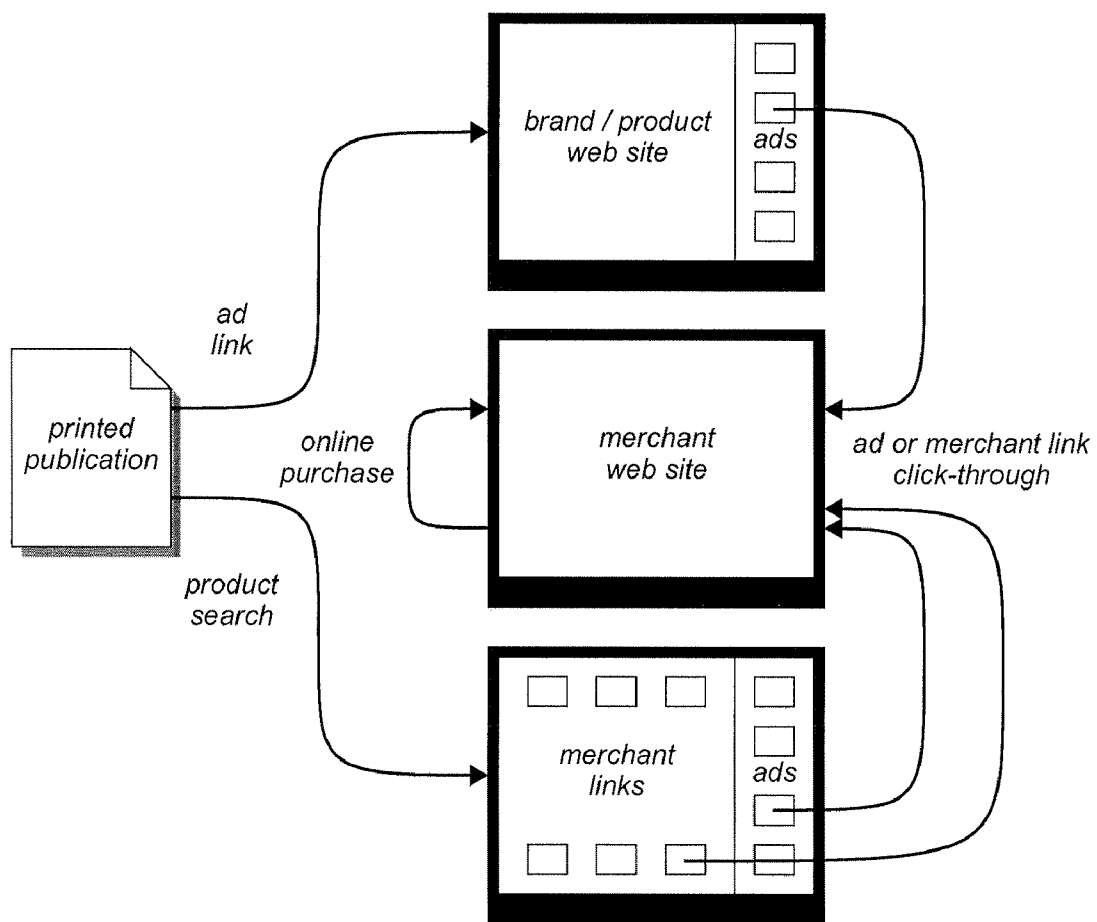 brand / product
web site
ads
ad
link
printed
publication
online
purchase
merchant
web site
ad or merchant link
click-through
product
search
merchant
links
ads